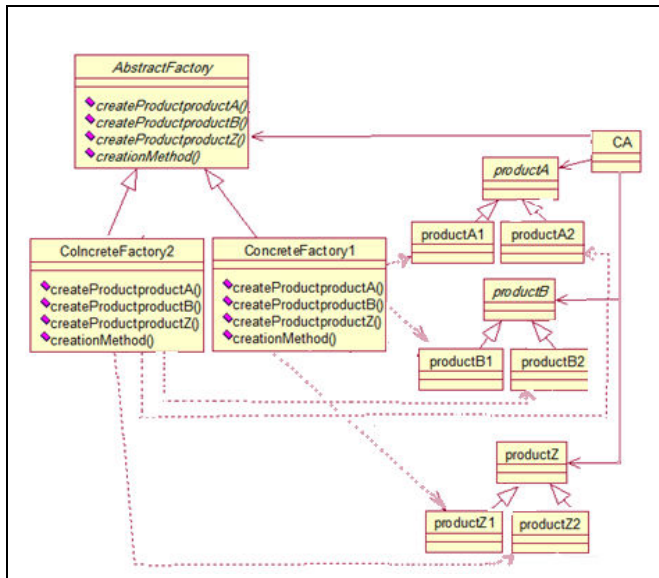 AbstractFactory
createProductproductA()
createProductproductB()
createProductproductZ()
creationMethod()
CA
productA
productA1
productA2
ColncreteFactory2
createProductproductA()
createProductproductB()
createProductproductZ()
creationMethod()
ConcreteFactory1
createProductproductA()
createProductproductB()
createProductproductZ()
creationMethod()
productB
productB1
productB2
productZ
productZ1
productZ2